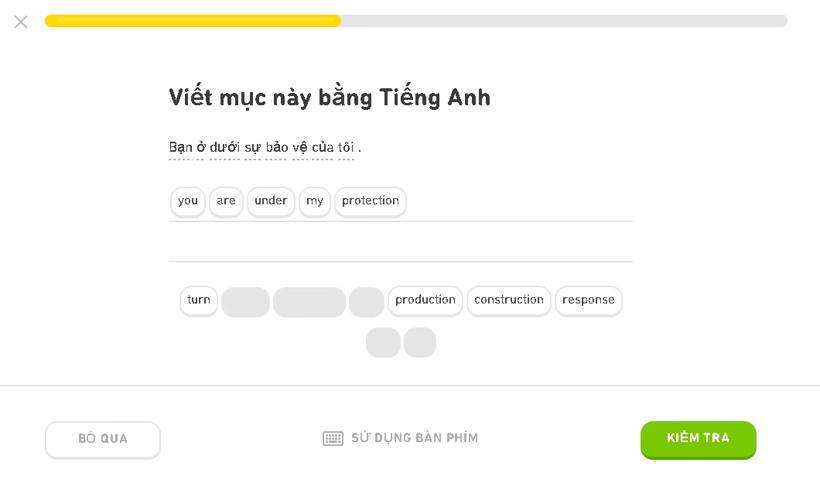 Viết mục này bằng Tiếng Anh
Bạn ở dưới sự bảo vệ của tôi .
you are under my protection
turn production construction response
BỎ QUA SỬ DỤNG BÀN PHÍM KIỂM TRA